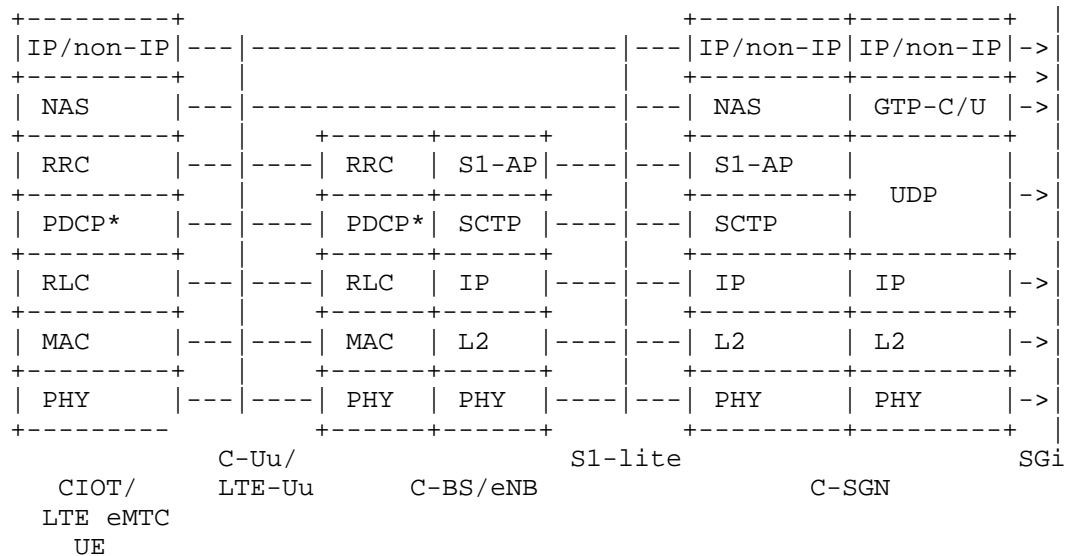 +---------+                                  +---------+---------+  |
|IP/non-IP|---|------------------------|---|IP/non-IP|IP/non-IP|->|
+---------+   |                        |   +---------+---------+ >|
| NAS     |---|------------------------|---| NAS     | GTP-C/U |->|
+---------+   |    +------+------+     |   +---------+---------+  |
| RRC     |---|----| RRC  | S1-AP|----|---| S1-AP   |         |  |
+---------+   |    +------+------+     |   +---------+  UDP    |->|
| PDCP*   |---|----| PDCP*| SCTP |----|---| SCTP    |         |  |
+---------+   |    +------+------+     |   +---------+---------+  |
| RLC     |---|----| RLC  | IP   |----|---| IP      | IP      |->|
+---------+   |    +------+------+     |   +---------+---------+  |
| MAC     |---|----| MAC  | L2   |----|---| L2      | L2      |->|
+---------+   |    +------+------+     |   +---------+---------+  |
| PHY     |---|----| PHY  | PHY  |----|---| PHY     | PHY     |->|
+---------         +------+------+         +---------+---------+  |
C-Uu/ S1-lite SGi
CIOT/ LTE-Uu C-BS/eNB C-SGN
LTE eMTC
UE